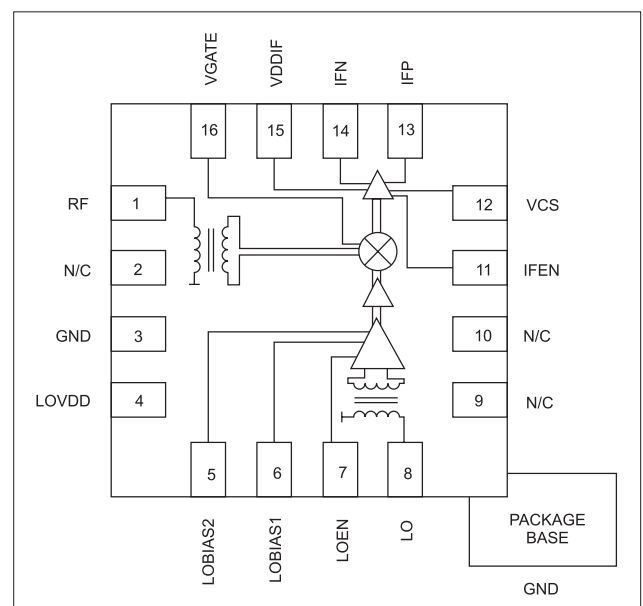 VGATE
VDDIF
IFN
IFP
16
15
14
13
RF
1
12
VCS
N/C
2
11
IFEN
GND
3
10
N/C
LOVDD
4
9
N/C
5
6
7
8
LOBIAS2
LOBIAS1
LOEN
LO
PACKAGE
BASE
GND